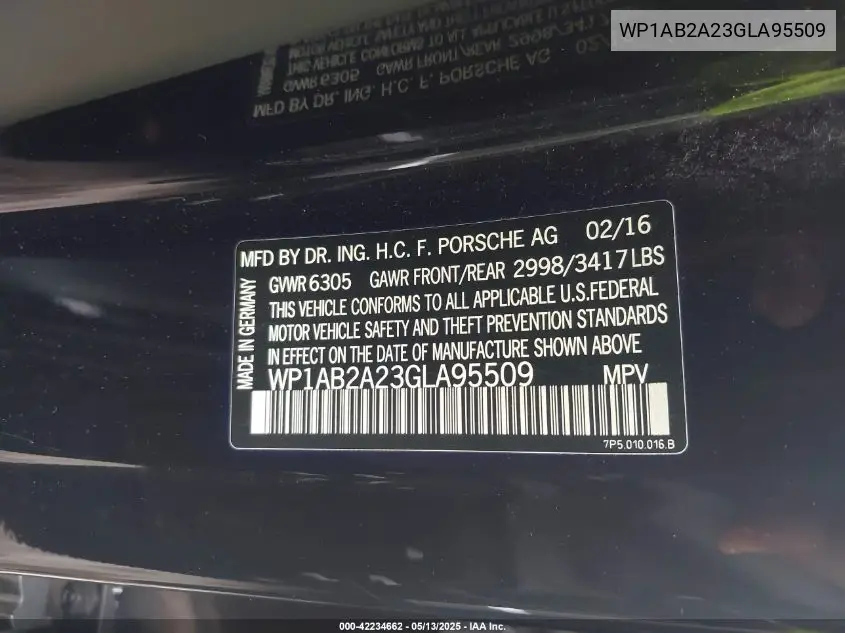 WP1AB2A23GLA95509
MFD BY DR. ING. H.C. F. PORSCHE AG 02/16
GVWR 6305 GAWR FRONT/REAR 2998/3417 LBS
THIS VEHICLE CONFORMS TO ALL APPLICABLE U.S.FEDERAL
MOTOR VEHICLE SAFETY AND THEFT PREVENTION STANDARDS
IN EFFECT ON THE DATE OF MANUFACTURE SHOWN ABOVE
WP1AB2A23GLA95509 MPV
MADE IN GERMANY
7P5.010.016.B
000-42234662 - 05/13/2025 - IAA Inc.